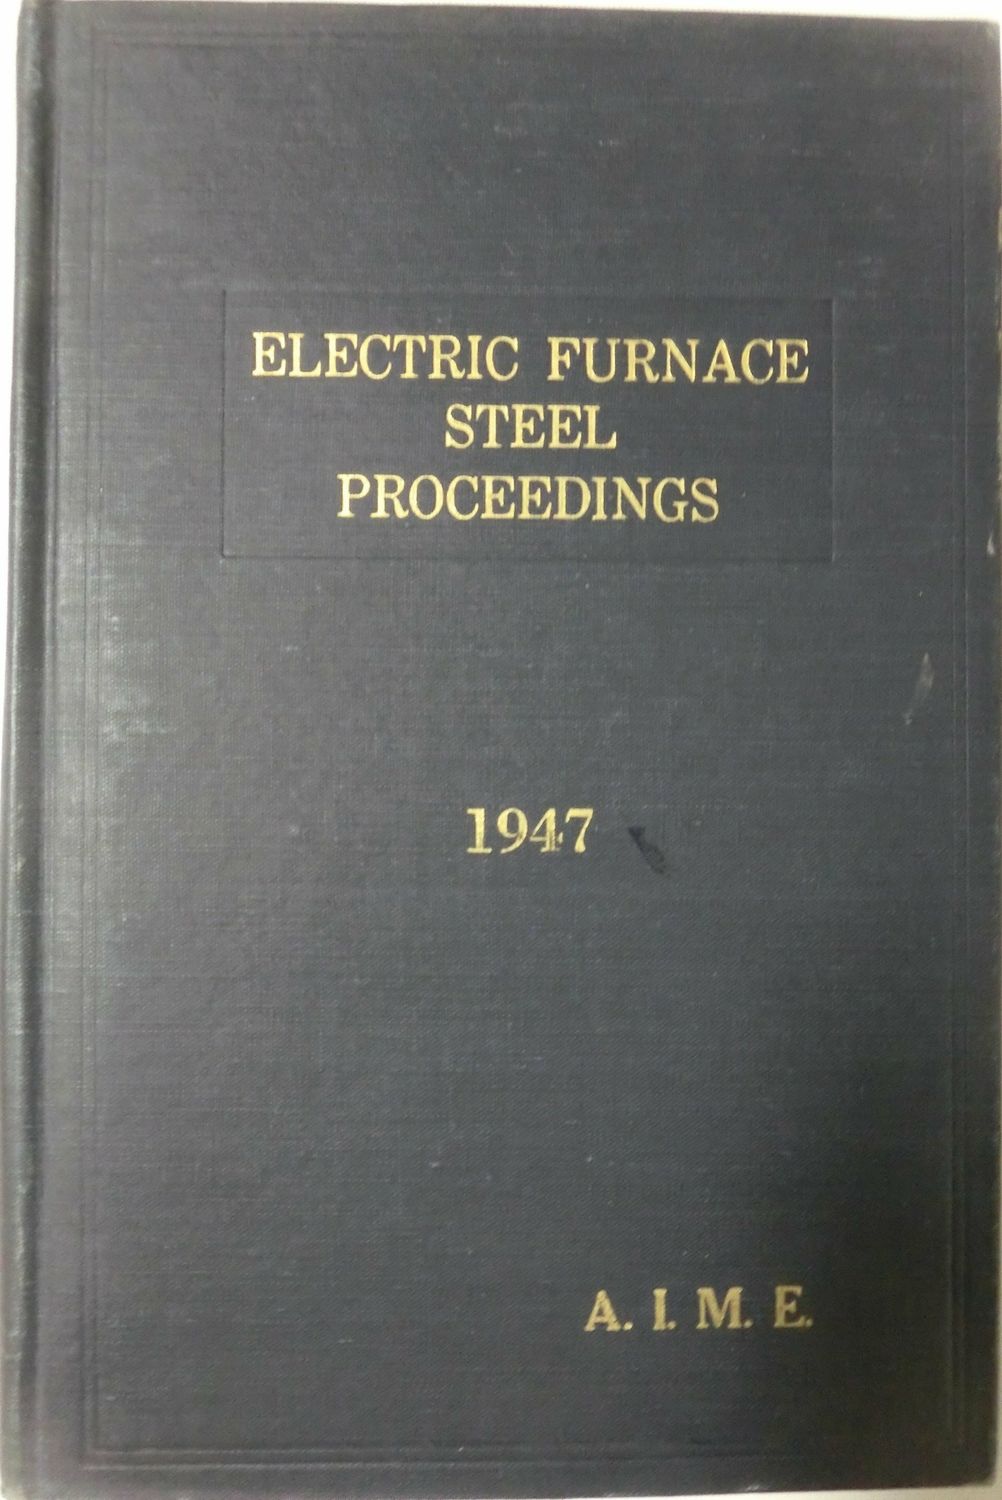 ELECTRIC FURNACE
STEEL
PROCEEDINGS
1947
A. I. M. E.